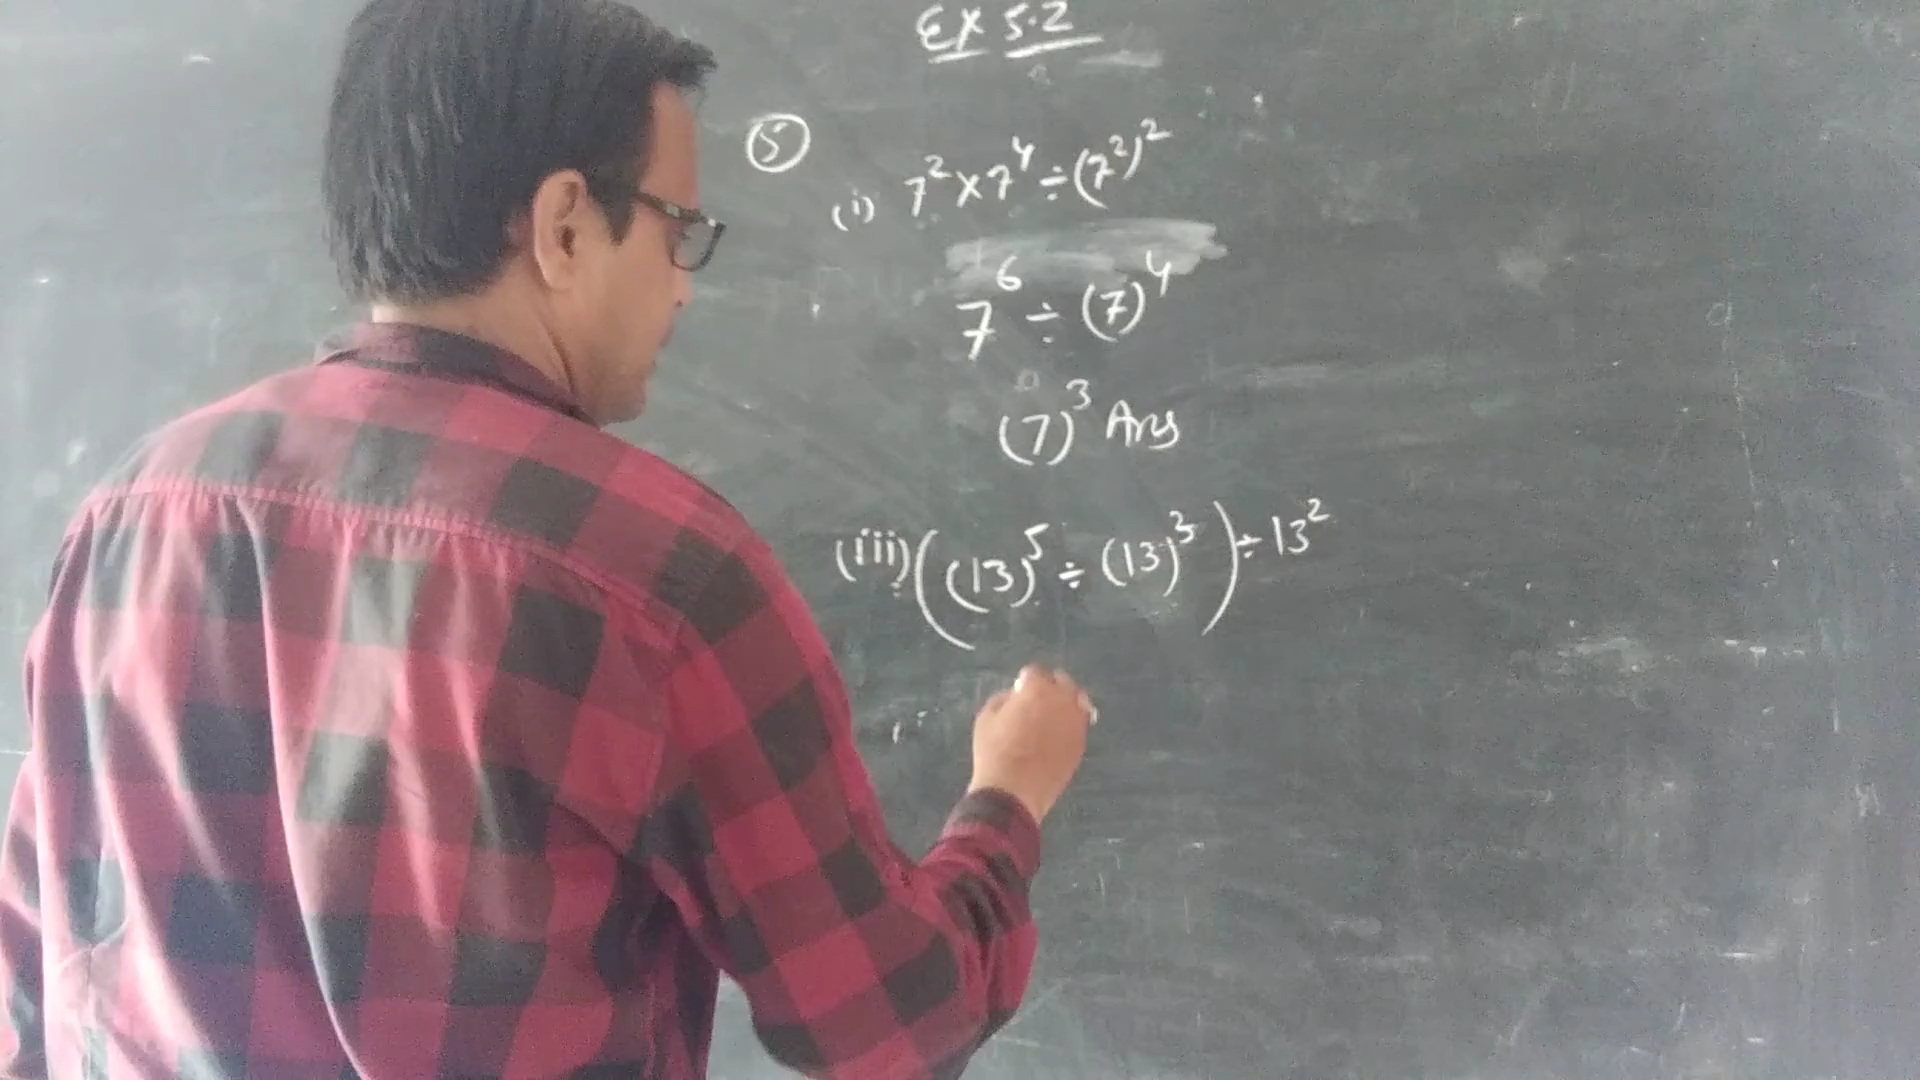 Ex 5.2
5
(i) 7² × 7⁴ ÷ (7²)²
7⁶ ÷ (7)⁴
(7)³ Ans
(iii) ((13)⁵ ÷ (13)³) ÷ 13²